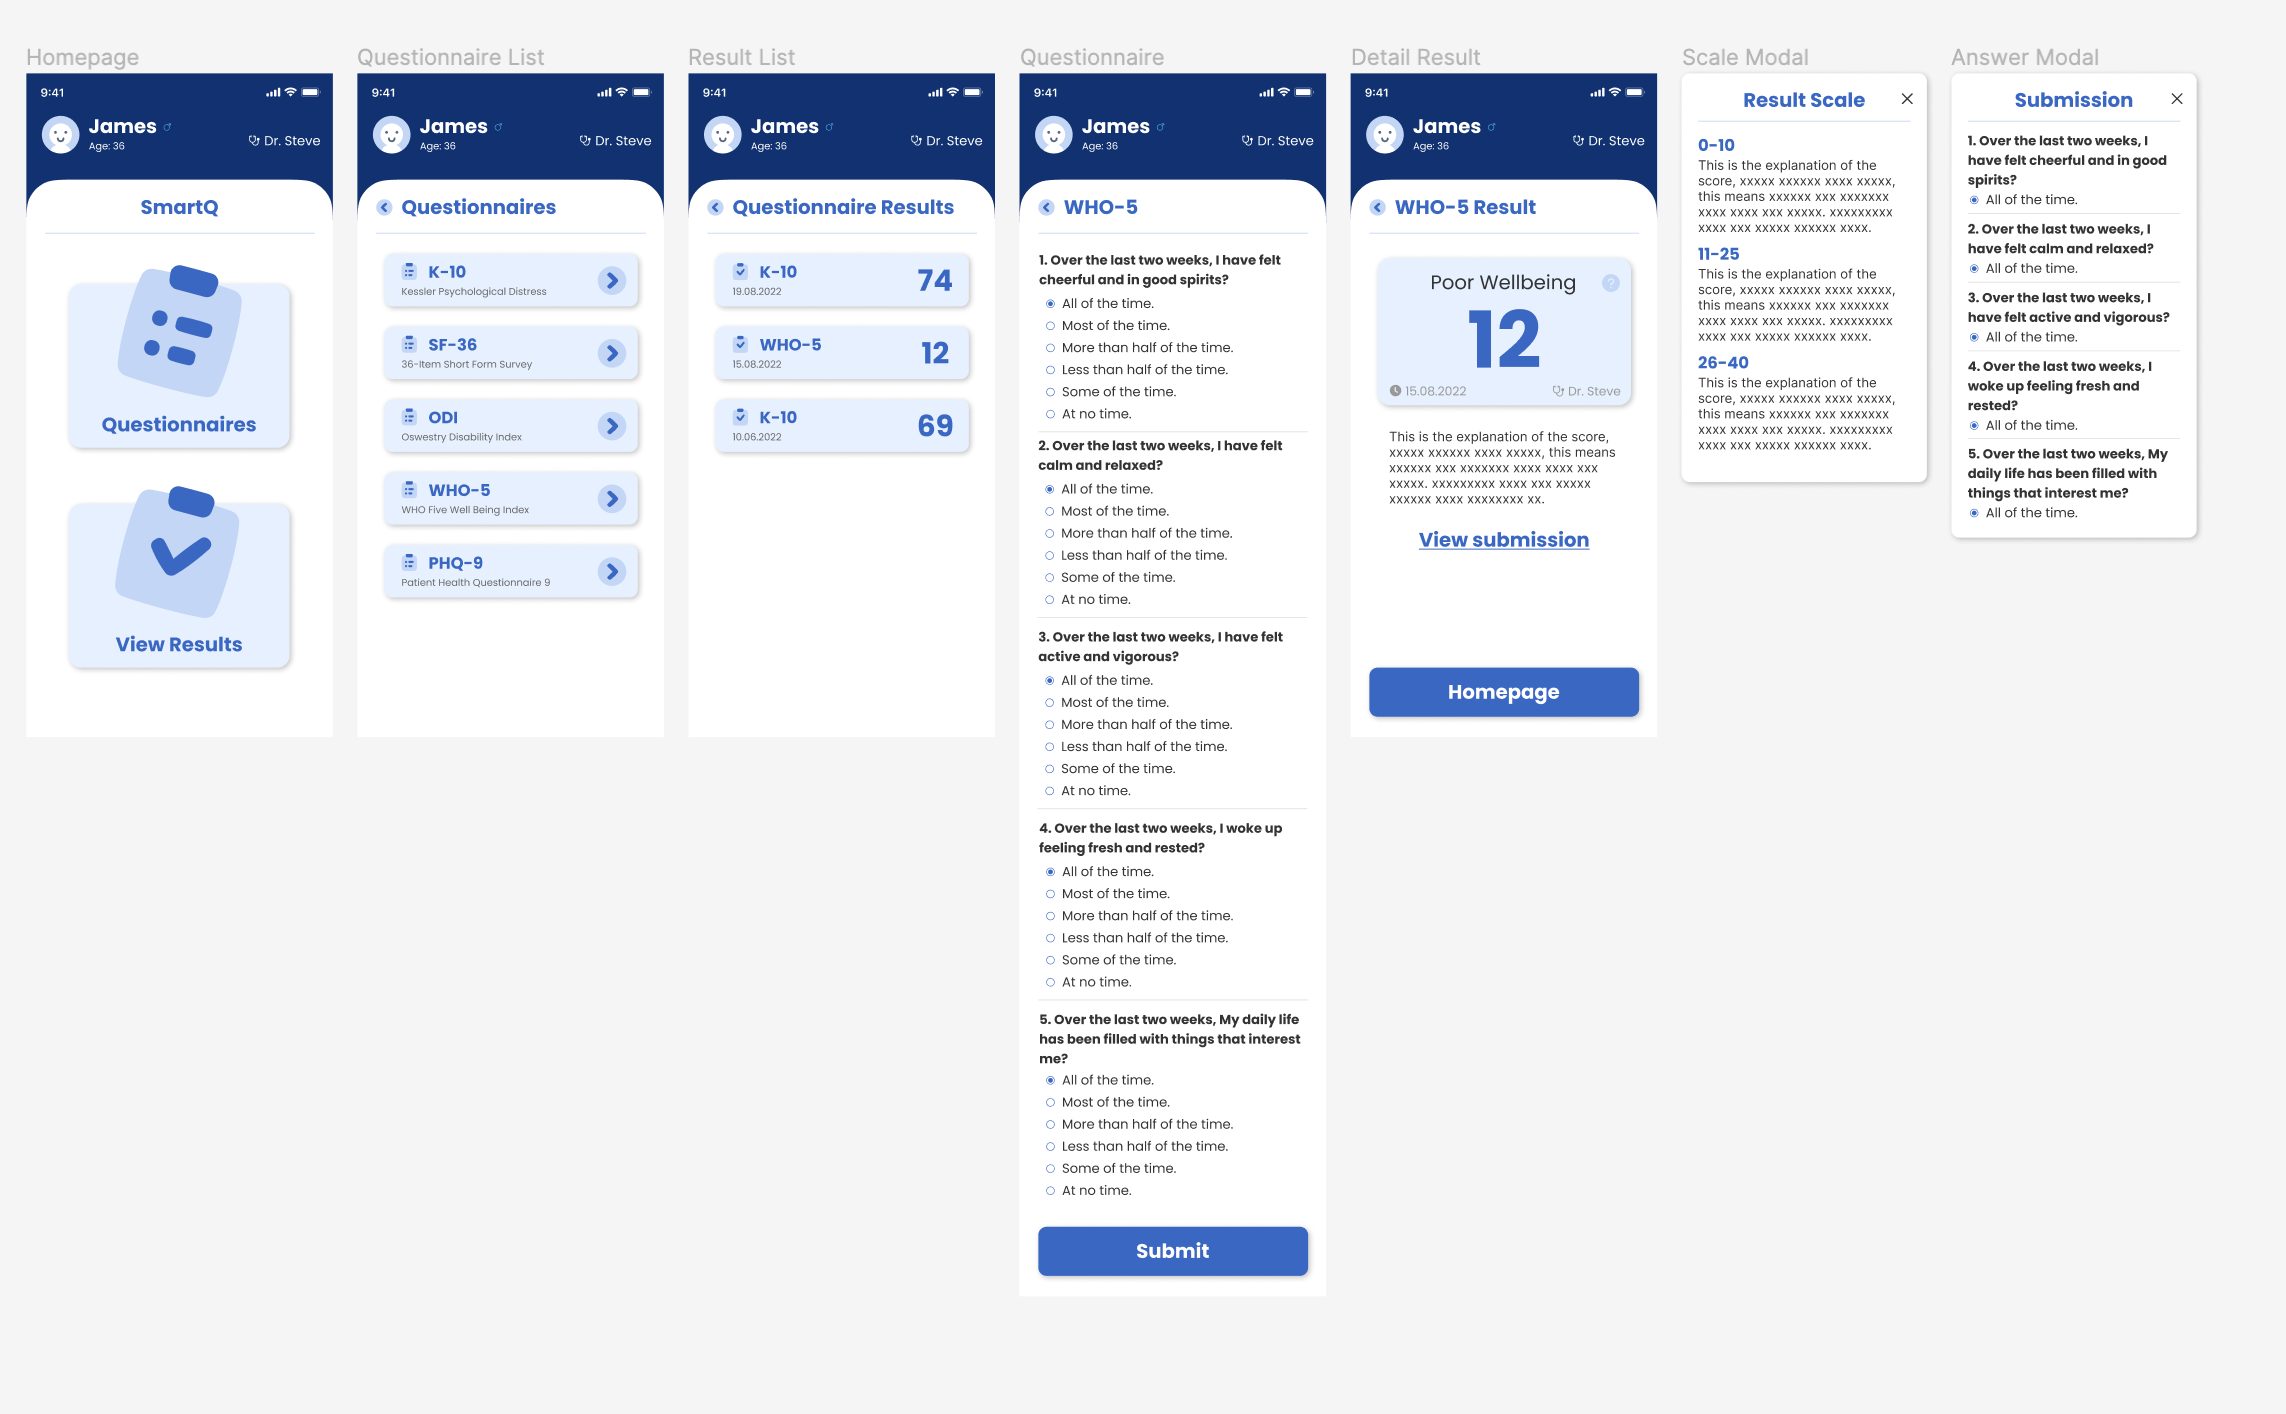 Homepage
9:41
James ♂
Age: 36
Dr. Steve
SmartQ
Questionnaires
View Results
Questionnaire List
9:41
James ♂
Age: 36
Dr. Steve
Questionnaires
K-10
Kessler Psychological Distress
SF-36
36-Item Short Form Survey
ODI
Oswestry Disability Index
WHO-5
WHO Five Well Being Index
PHQ-9
Patient Health Questionnaire 9
Result List
9:41
James ♂
Age: 36
Dr. Steve
Questionnaire Results
K-10
19.08.2022
74
WHO-5
15.08.2022
12
K-10
10.06.2022
69
Questionnaire
9:41
James ♂
Age: 36
Dr. Steve
WHO-5
1. Over the last two weeks, I have felt
cheerful and in good spirits?
All of the time.
Most of the time.
More than half of the time.
Less than half of the time.
Some of the time.
At no time.
2. Over the last two weeks, I have felt
calm and relaxed?
All of the time.
Most of the time.
More than half of the time.
Less than half of the time.
Some of the time.
At no time.
3. Over the last two weeks, I have felt
active and vigorous?
All of the time.
Most of the time.
More than half of the time.
Less than half of the time.
Some of the time.
At no time.
4. Over the last two weeks, I woke up
feeling fresh and rested?
All of the time.
Most of the time.
More than half of the time.
Less than half of the time.
Some of the time.
At no time.
5. Over the last two weeks, My daily life
has been filled with things that interest
me?
All of the time.
Most of the time.
More than half of the time.
Less than half of the time.
Some of the time.
At no time.
Submit
Detail Result
9:41
James ♂
Age: 36
Dr. Steve
WHO-5 Result
Poor Wellbeing
?
12
15.08.2022
Dr. Steve
This is the explanation of the score,
xxxxx xxxxxx xxxx xxxxx, this means
xxxxxx xxx xxxxxxx xxxx xxxx xxx
xxxxx. xxxxxxxxx xxxx xxx xxxxx
xxxxxx xxxx xxxxxxxx xx.
View submission
Homepage
Scale Modal
Result Scale
0-10
This is the explanation of the
score, xxxxx xxxxxx xxxx xxxxx,
this means xxxxxx xxx xxxxxxx
xxxx xxxx xxx xxxxx. xxxxxxxxx
xxxx xxx xxxxx xxxxxx xxxx.
11-25
This is the explanation of the
score, xxxxx xxxxxx xxxx xxxxx,
this means xxxxxx xxx xxxxxxx
xxxx xxxx xxx xxxxx. xxxxxxxxx
xxxx xxx xxxxx xxxxxx xxxx.
26-40
This is the explanation of the
score, xxxxx xxxxxx xxxx xxxxx,
this means xxxxxx xxx xxxxxxx
xxxx xxxx xxx xxxxx. xxxxxxxxx
xxxx xxx xxxxx xxxxxx xxxx.
Answer Modal
Submission
1. Over the last two weeks, I
have felt cheerful and in good
spirits?
All of the time.
2. Over the last two weeks, I
have felt calm and relaxed?
All of the time.
3. Over the last two weeks, I
have felt active and vigorous?
All of the time.
4. Over the last two weeks, I
woke up feeling fresh and
rested?
All of the time.
5. Over the last two weeks, My
daily life has been filled with
things that interest me?
All of the time.